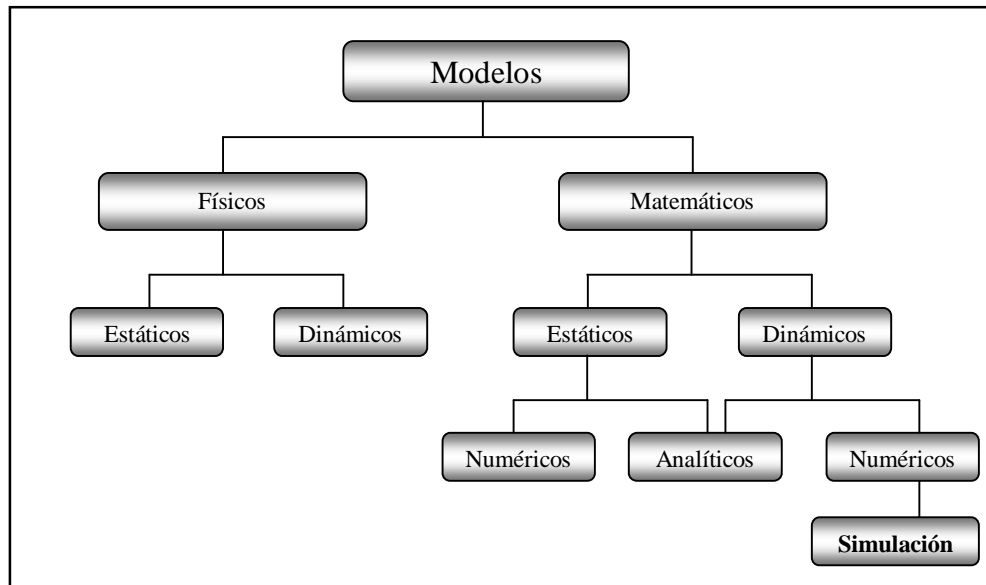 Modelos
Físicos
Matemáticos
Estáticos
Dinámicos
Estáticos
Dinámicos
Numéricos
Analíticos
Numéricos
Simulación